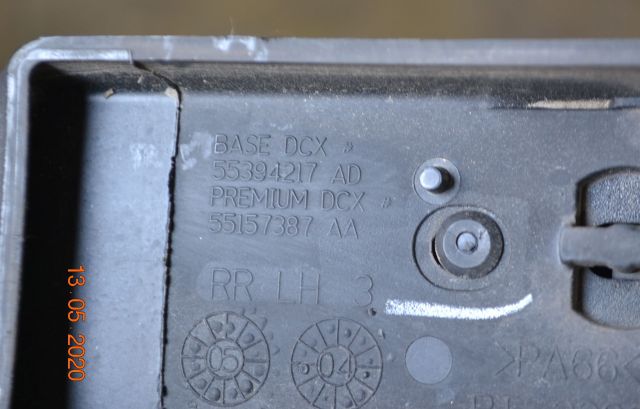 BASE DCX »
55394217 AD
PREMIUM DCX »
55157387 AA
RR LH 3
05 04
PA66
13.05.2020